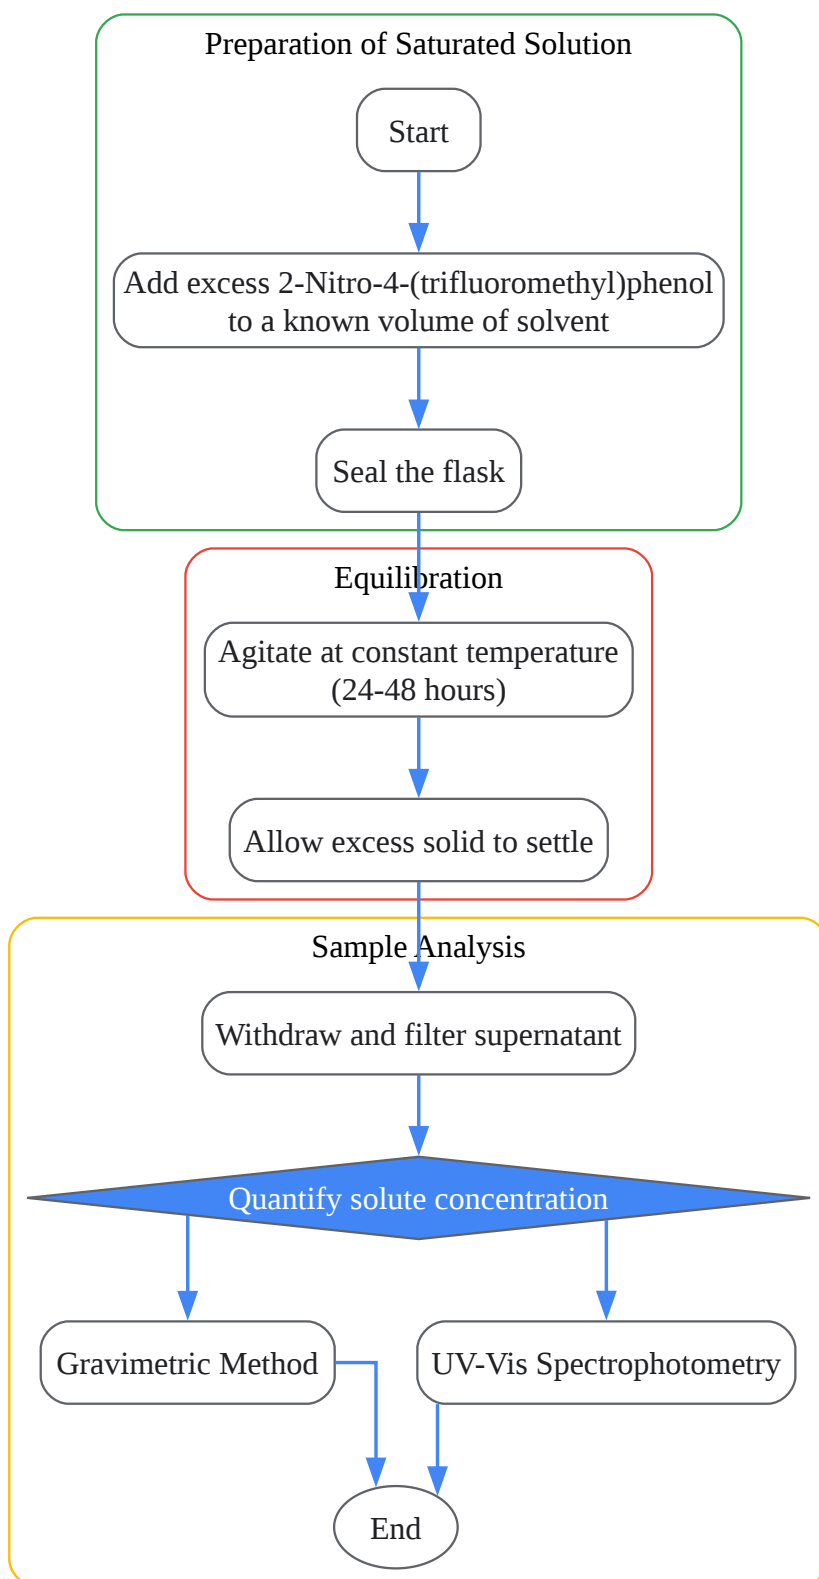 Preparation of Saturated Solution
Start
Add excess 2-Nitro-4-(trifluoromethyl)phenol
to a known volume of solvent
Seal the flask
Equilibration
Agitate at constant temperature
(24-48 hours)
Allow excess solid to settle
Sample Analysis
Withdraw and filter supernatant
Quantify solute concentration
Gravimetric Method
UV-Vis Spectrophotometry
End